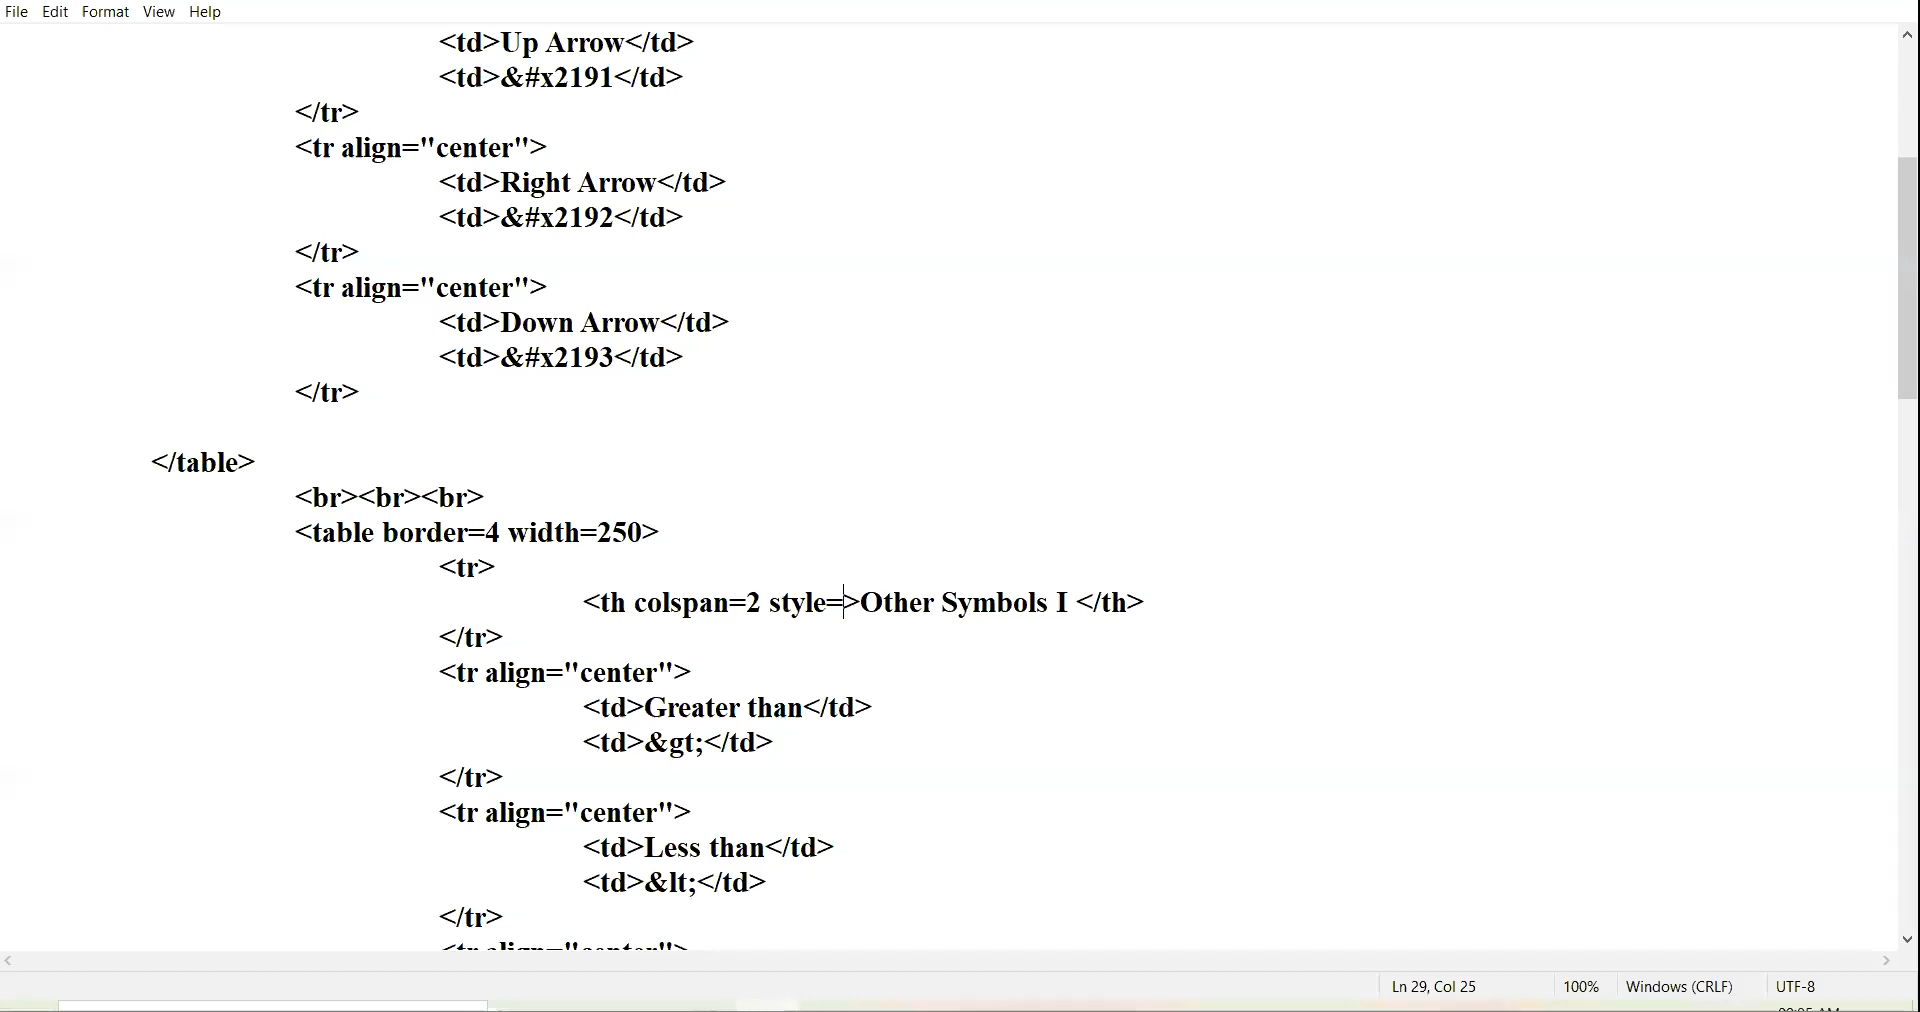 File Edit Format View Help
<td>Up Arrow</td>
<td>&#x2191</td>
</tr>
<tr align="center">
<td>Right Arrow</td>
<td>&#x2192</td>
</tr>
<tr align="center">
<td>Down Arrow</td>
<td>&#x2193</td>
</tr>
</table>
<br><br><br>
<table border=4 width=250>
<tr>
<th colspan=2 style=>Other Symbols I </th>
</tr>
<tr align="center">
<td>Greater than</td>
<td>&gt;</td>
</tr>
<tr align="center">
<td>Less than</td>
<td>&lt;</td>
</tr>
<tr align="center">
Ln 29, Col 25 100% Windows (CRLF) UTF-8